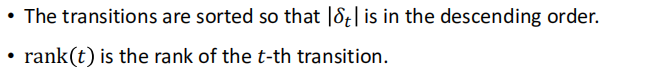 • The transitions are sorted so that |δₜ| is in the descending order.
• rank(t) is the rank of the t-th transition.